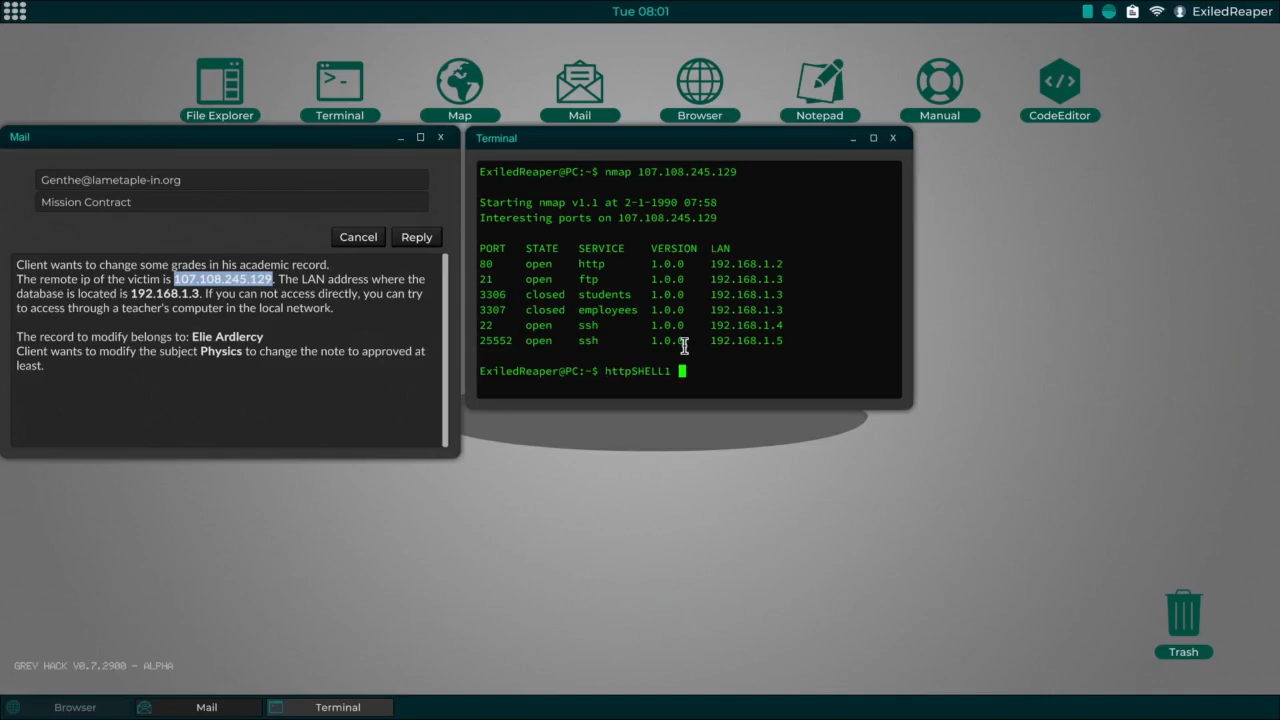 Tue 08:01
ExiledReaper
File Explorer
Terminal
Map
Mail
Browser
Notepad
Manual
CodeEditor
Mail
Genthe@lametaple-in.org
Mission Contract
Cancel
Reply
Client wants to change some grades in his academic record.
The remote ip of the victim is 107.108.245.129. The LAN address where the
database is located is 192.168.1.3. If you can not access directly, you can try
to access through a teacher's computer in the local network.
The record to modify belongs to: Elie Ardlercy
Client wants to modify the subject Physics to change the note to approved at
least.
Terminal
ExiledReaper@PC:~$ nmap 107.108.245.129
Starting nmap v1.1 at 2-1-1990 07:58
Interesting ports on 107.108.245.129
PORT STATE SERVICE VERSION LAN
80 open http 1.0.0 192.168.1.2
21 open ftp 1.0.0 192.168.1.3
3306 closed students 1.0.0 192.168.1.3
3307 closed employees 1.0.0 192.168.1.3
22 open ssh 1.0.0 192.168.1.4
25552 open ssh 1.0.0 192.168.1.5
ExiledReaper@PC:~$ httpSHELL1
Trash
GREY HACK V0.7.2900 - ALPHA
Browser
Mail
Terminal